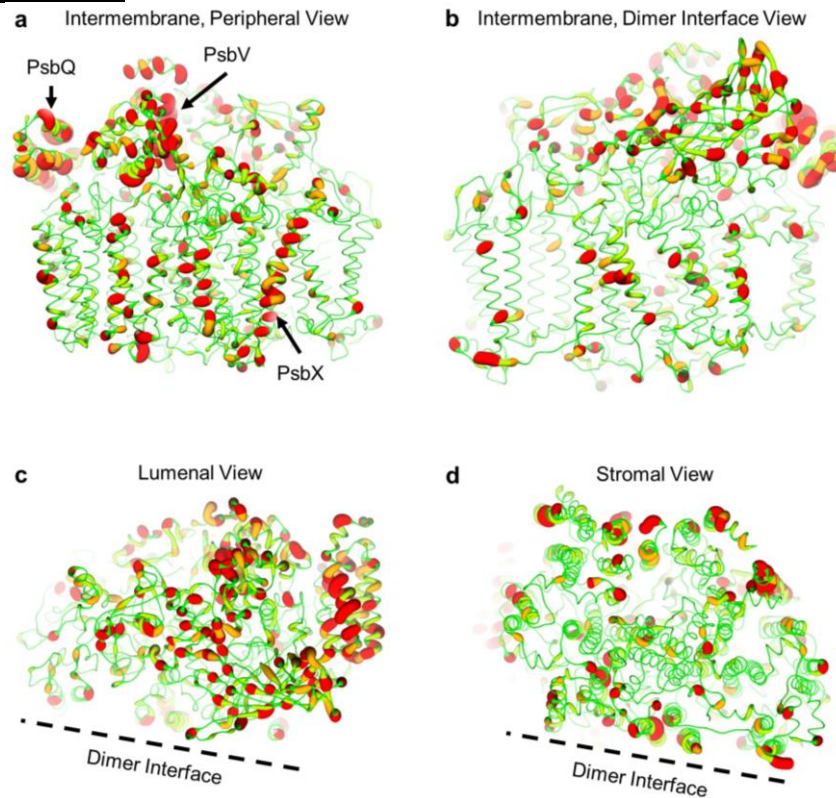 a Intermembrane, Peripheral View
PsbQ
PsbV
PsbX
b Intermembrane, Dimer Interface View
c Lumenal View
Dimer Interface
d Stromal View
Dimer Interface